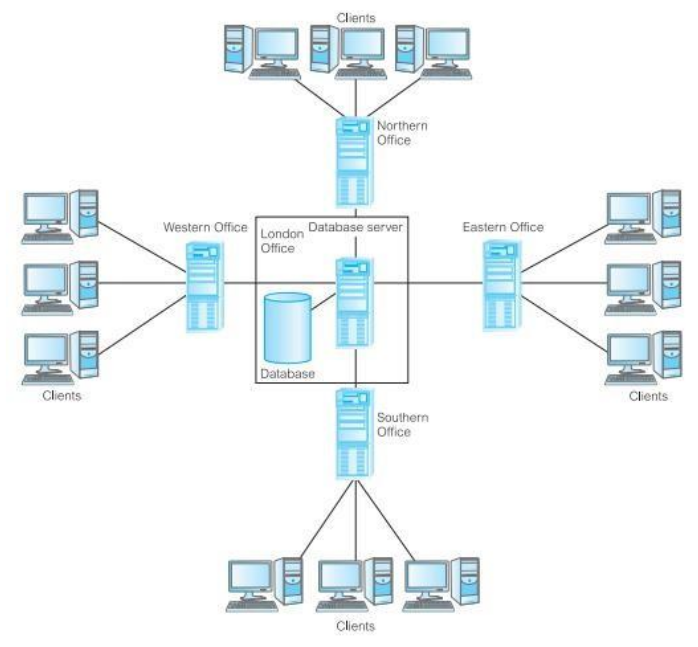 Clients
Northern
Office
Western Office
London
Office
Database server
Eastern Office
Database
Clients
Clients
Southern
Office
Clients